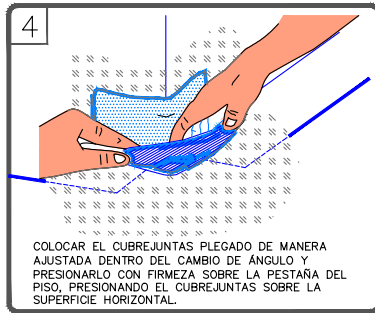 4
COLOCAR EL CUBREJUNTAS PLEGADO DE MANERA
AJUSTADA DENTRO DEL CAMBIO DE ÁNGULO Y
PRESIONARLO CON FIRMEZA SOBRE LA PESTAÑA DEL
PISO, PRESIONANDO EL CUBREJUNTAS SOBRE LA
SUPERFICIE HORIZONTAL.